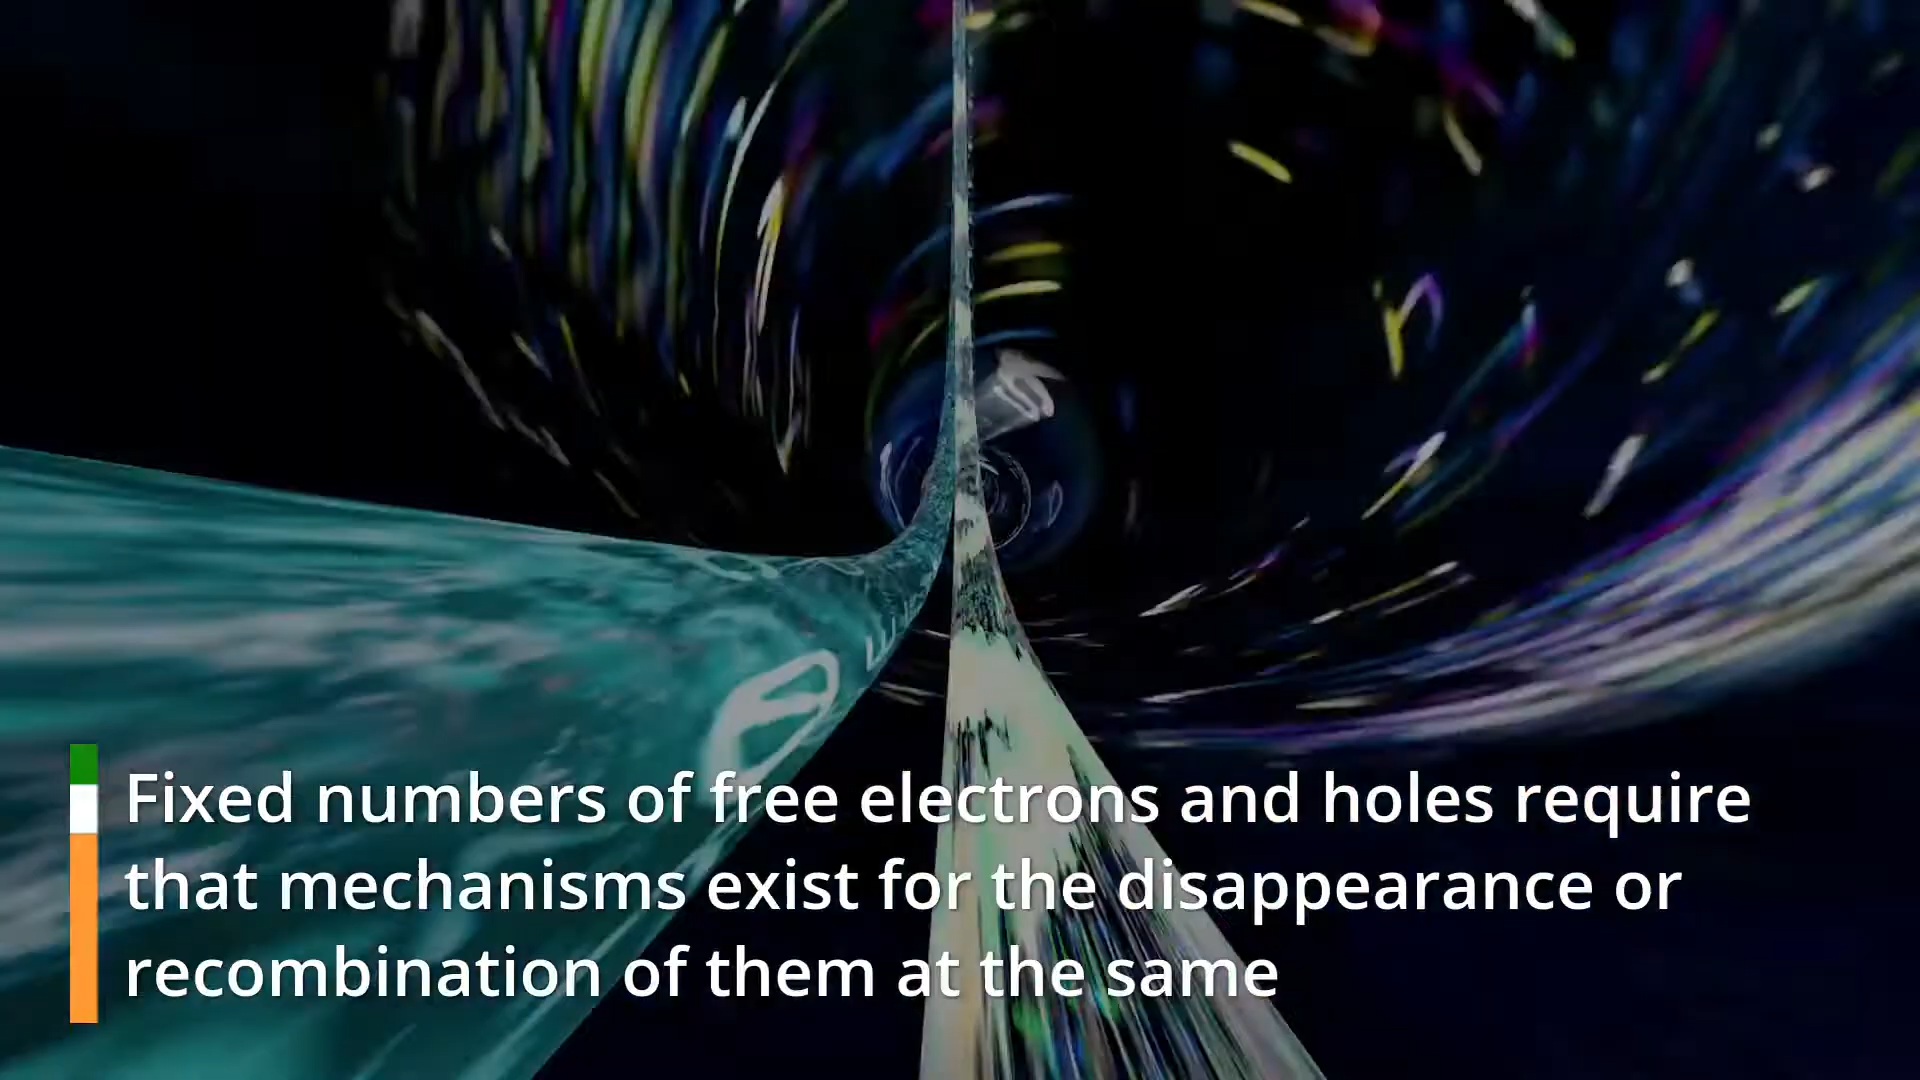 Fixed numbers of free electrons and holes require
that mechanisms exist for the disappearance or
recombination of them at the same